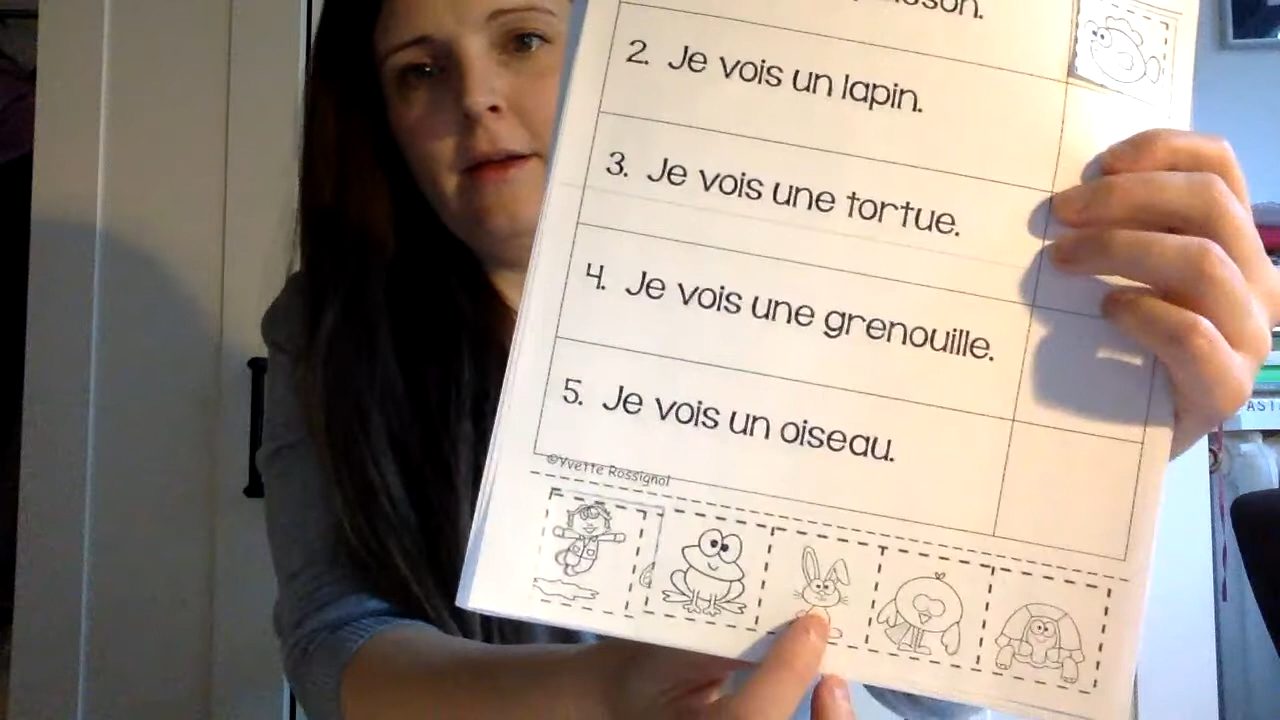 2. Je vois un lapin.
3. Je vois une tortue.
4. Je vois une grenouille.
5. Je vois un oiseau.
©Yvette Rossignol